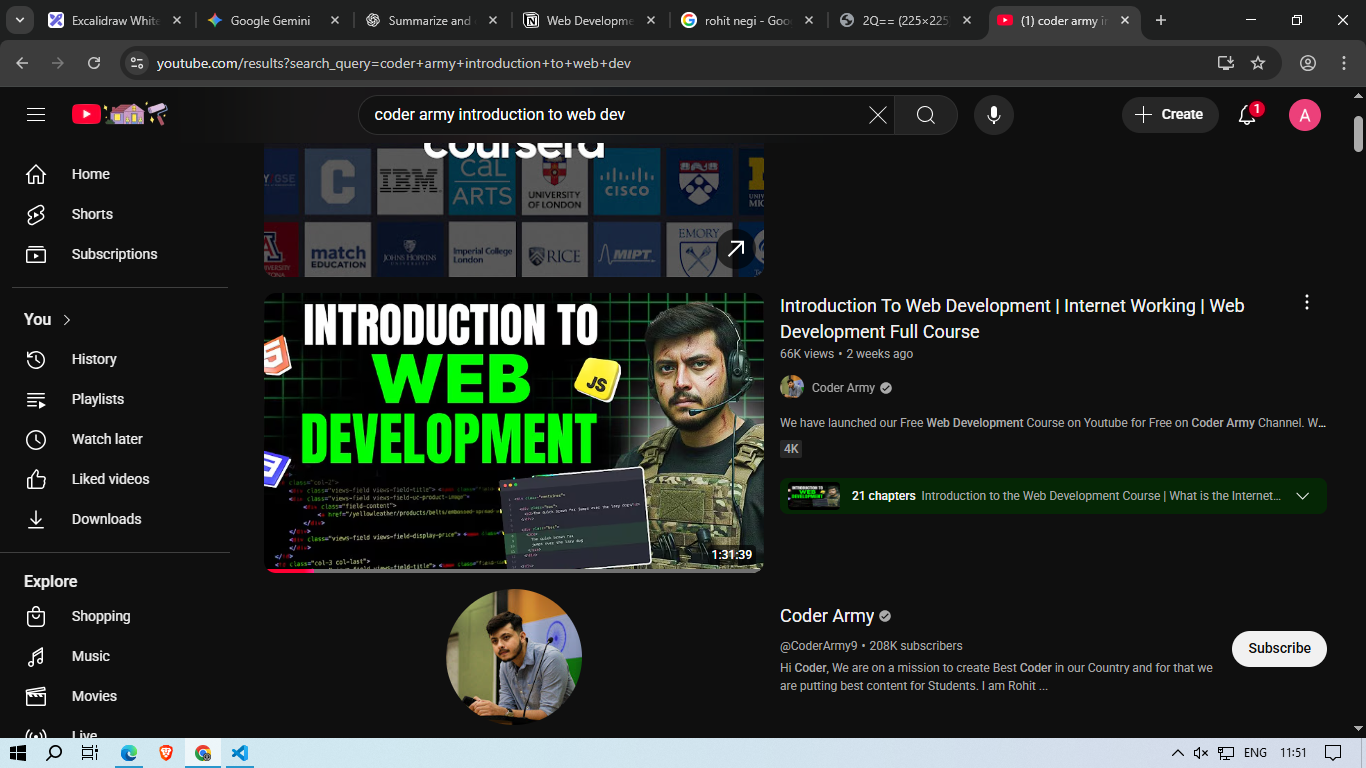 Excalidraw White
Google Gemini
Summarize and
Web Developme
rohit negi - Goo
2Q== (225×225
(1) coder army in
youtube.com/results?search_query=coder+army+introduction+to+web+dev
coder army introduction to web dev
Create
1
A
Home
Shorts
Subscriptions
You
History
Playlists
Watch later
Liked videos
Downloads
Explore
Shopping
Music
Movies
Live
coursera
C
IBM
CAL
ARTS
UNIVERSITY
OF LONDON
CISCO
match
EDUCATION
JOHNS HOPKINS
UNIVERSITY
Imperial College
London
RICE
MIPT
EMORY
UNIVERSITY
INTRODUCTION TO
WEB
DEVELOPMENT
JS
1:31:39
Introduction To Web Development | Internet Working | Web
Development Full Course
66K views • 2 weeks ago
Coder Army
We have launched our Free Web Development Course on Youtube for Free on Coder Army Channel. W...
4K
21 chapters Introduction to the Web Development Course | What is the Internet...
Coder Army
@CoderArmy9 • 208K subscribers
Hi Coder, We are on a mission to create Best Coder in our Country and for that we
are putting best content for Students. I am Rohit ...
Subscribe
ENG
11:51